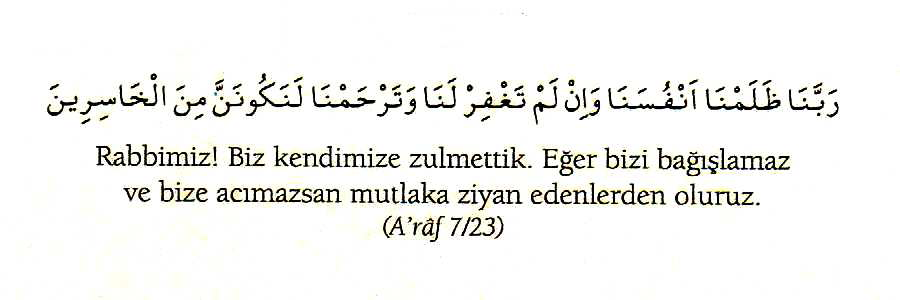 رَبَّنَا ظَلَمْنَا اَنْفُسَنَا وَاِنْ لَمْ تَغْفِرْ لَنَا وَتَرْحَمْنَا لَنَكُونَنَّ مِنَ الْخَاسِرِينَ
Rabbimiz! Biz kendimize zulmettik. Eğer bizi bağışlamaz
ve bize acımazsan mutlaka ziyan edenlerden oluruz.
(A'râf 7/23)